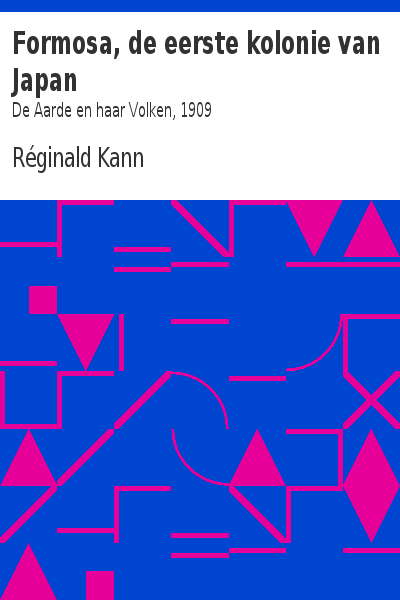 Formosa, de eerste kolonie van
Japan
De Aarde en haar Volken, 1909
Réginald Kann